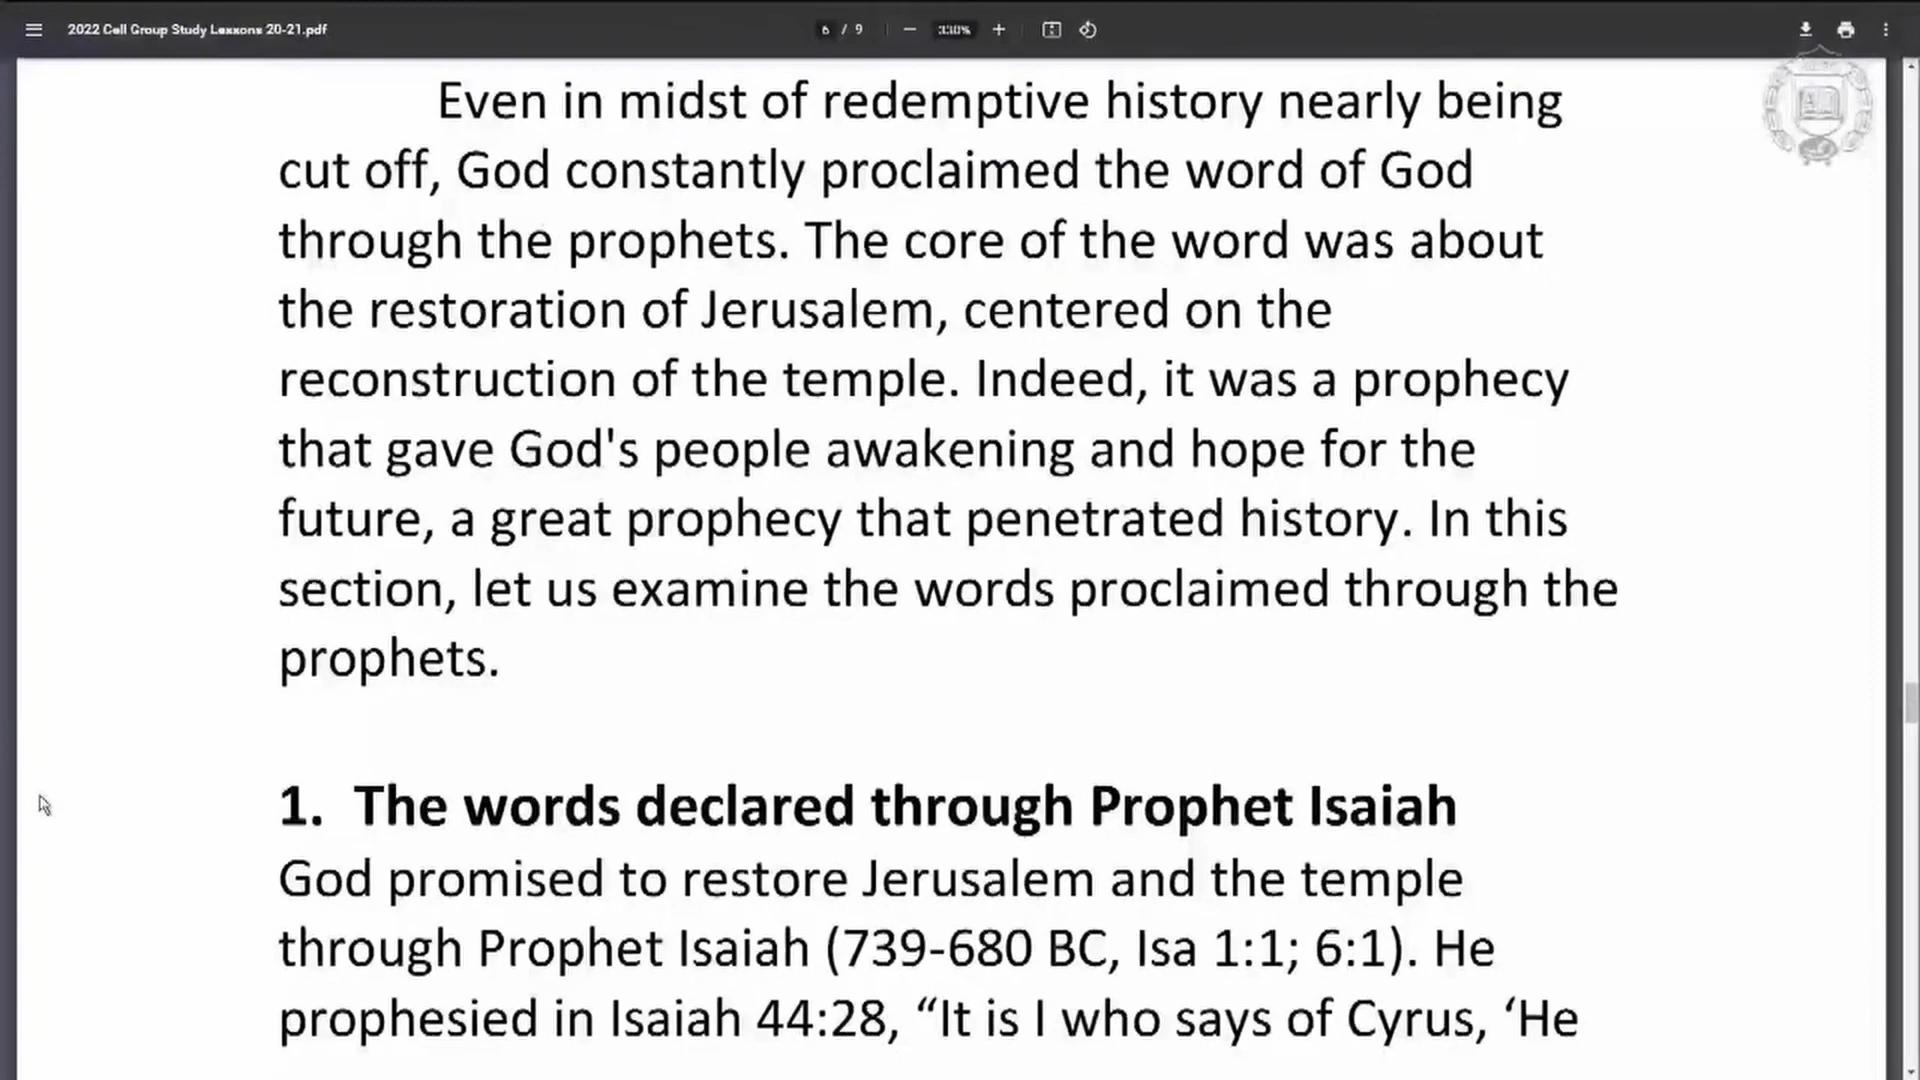 2022 Cell Group Study Lessons 20-21.pdf
6 / 9
330%
Even in midst of redemptive history nearly being
cut off, God constantly proclaimed the word of God
through the prophets. The core of the word was about
the restoration of Jerusalem, centered on the
reconstruction of the temple. Indeed, it was a prophecy
that gave God's people awakening and hope for the
future, a great prophecy that penetrated history. In this
section, let us examine the words proclaimed through the
prophets.
1. The words declared through Prophet Isaiah
God promised to restore Jerusalem and the temple
through Prophet Isaiah (739-680 BC, Isa 1:1; 6:1). He
prophesied in Isaiah 44:28, “It is I who says of Cyrus, ‘He